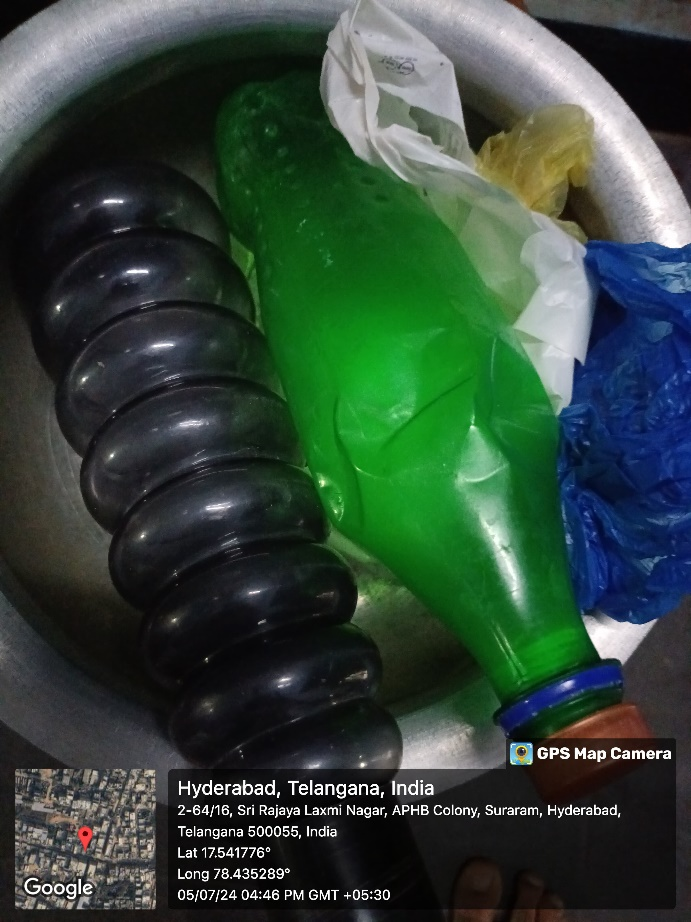 GPS Map Camera
Hyderabad, Telangana, India
2-64/16, Sri Rajaya Laxmi Nagar, APHB Colony, Suraram, Hyderabad,
Telangana 500055, India
Lat 17.541776°
Long 78.435289°
05/07/24 04:46 PM GMT +05:30
Google